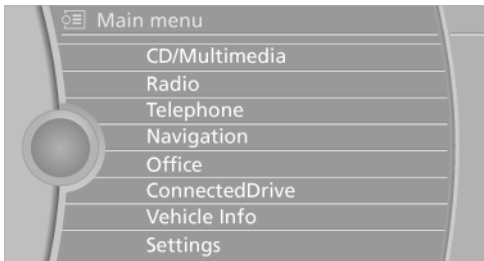 Main menu
CD/Multimedia
Radio
Telephone
Navigation
Office
ConnectedDrive
Vehicle Info
Settings